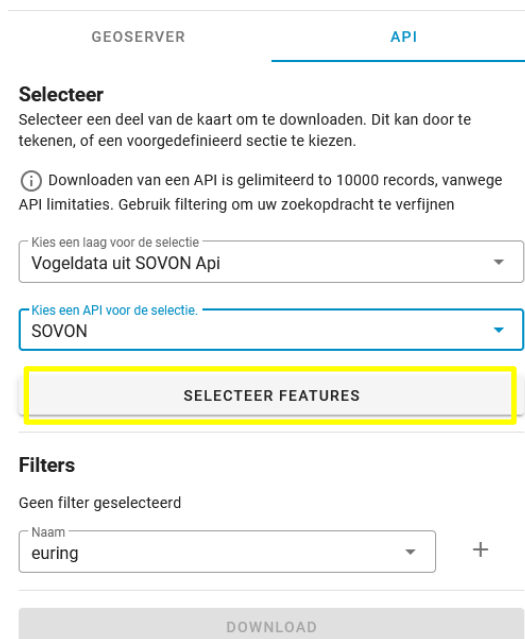 GEOSERVER API
Selecteer
Selecteer een deel van de kaart om te downloaden. Dit kan door te
tekenen, of een voorgedefinieerd sectie te kiezen.
Downloaden van een API is gelimiteerd to 10000 records, vanwege
API limitaties. Gebruik filtering om uw zoekopdracht te verfijnen
Kies een laag voor de selectie
Vogeldata uit SOVON Api
Kies een API voor de selectie.
SOVON
SELECTEER FEATURES
Filters
Geen filter geselecteerd
Naam
euring
DOWNLOAD